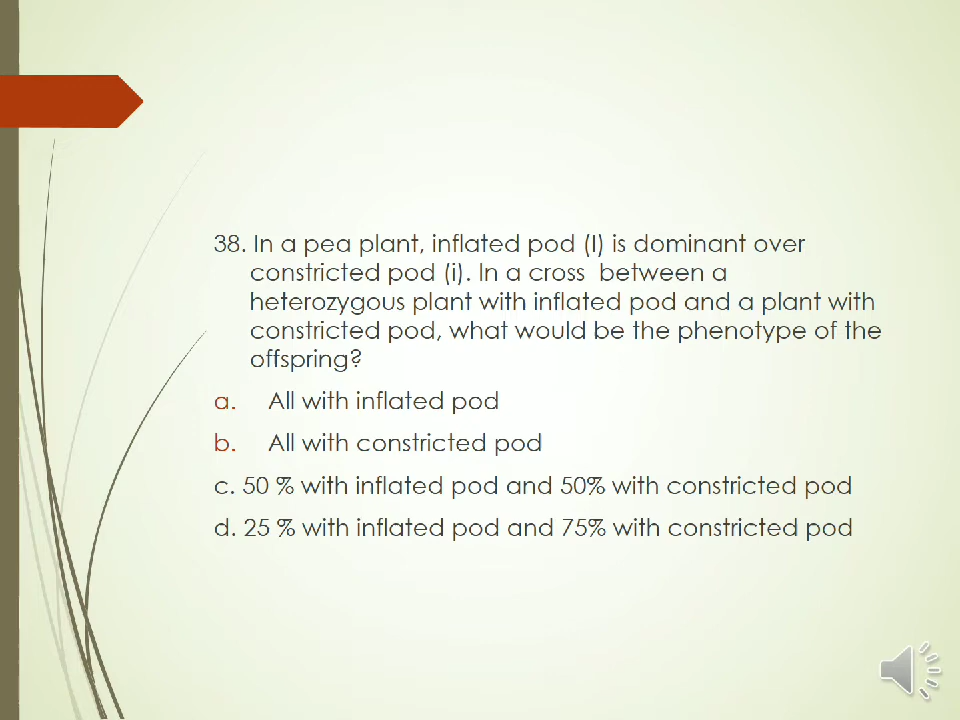 38. In a pea plant, inflated pod (I) is dominant over
constricted pod (i). In a cross between a
heterozygous plant with inflated pod and a plant with
constricted pod, what would be the phenotype of the
offspring?
a. All with inflated pod
b. All with constricted pod
c. 50 % with inflated pod and 50% with constricted pod
d. 25 % with inflated pod and 75% with constricted pod